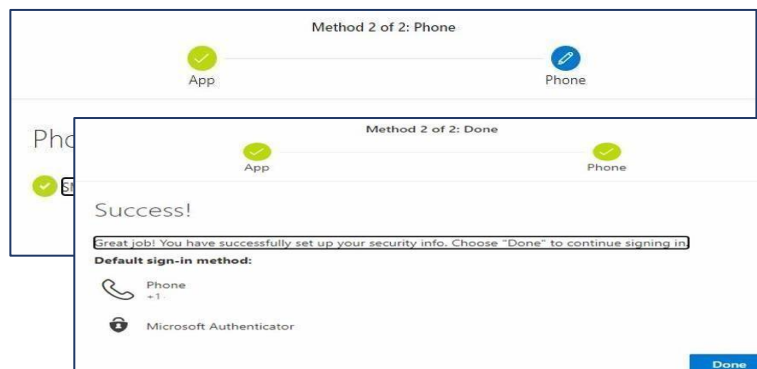 Method 2 of 2: Phone
App
Phone
Method 2 of 2: Done
App
Phone
Success!
Great job! You have successfully set up your security info. Choose "Done" to continue signing in.
Default sign-in method:
Phone
+1
Microsoft Authenticator
Done